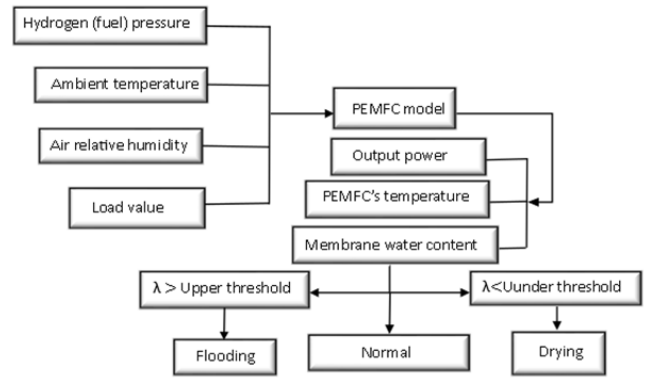 Hydrogen (fuel) pressure
Ambient temperature
Air relative humidity
Load value
PEMFC model
Output power
PEMFC's temperature
Membrane water content
λ > Upper threshold
λ<Uunder threshold
Flooding
Normal
Drying